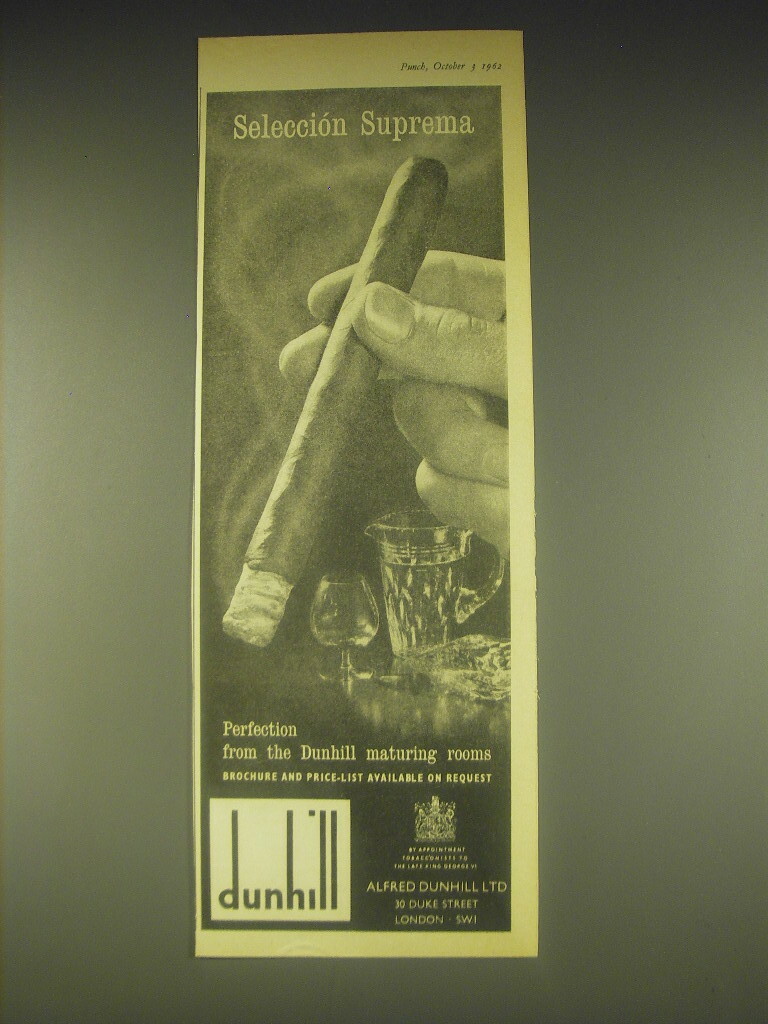 Punch, October 3 1962
Selección Suprema
Perfection
from the Dunhill maturing rooms
BROCHURE AND PRICE-LIST AVAILABLE ON REQUEST
dunhill
BY APPOINTMENT
TOBACCONISTS TO
THE LATE KING GEORGE VI
ALFRED DUNHILL LTD
30 DUKE STREET
LONDON · SW1